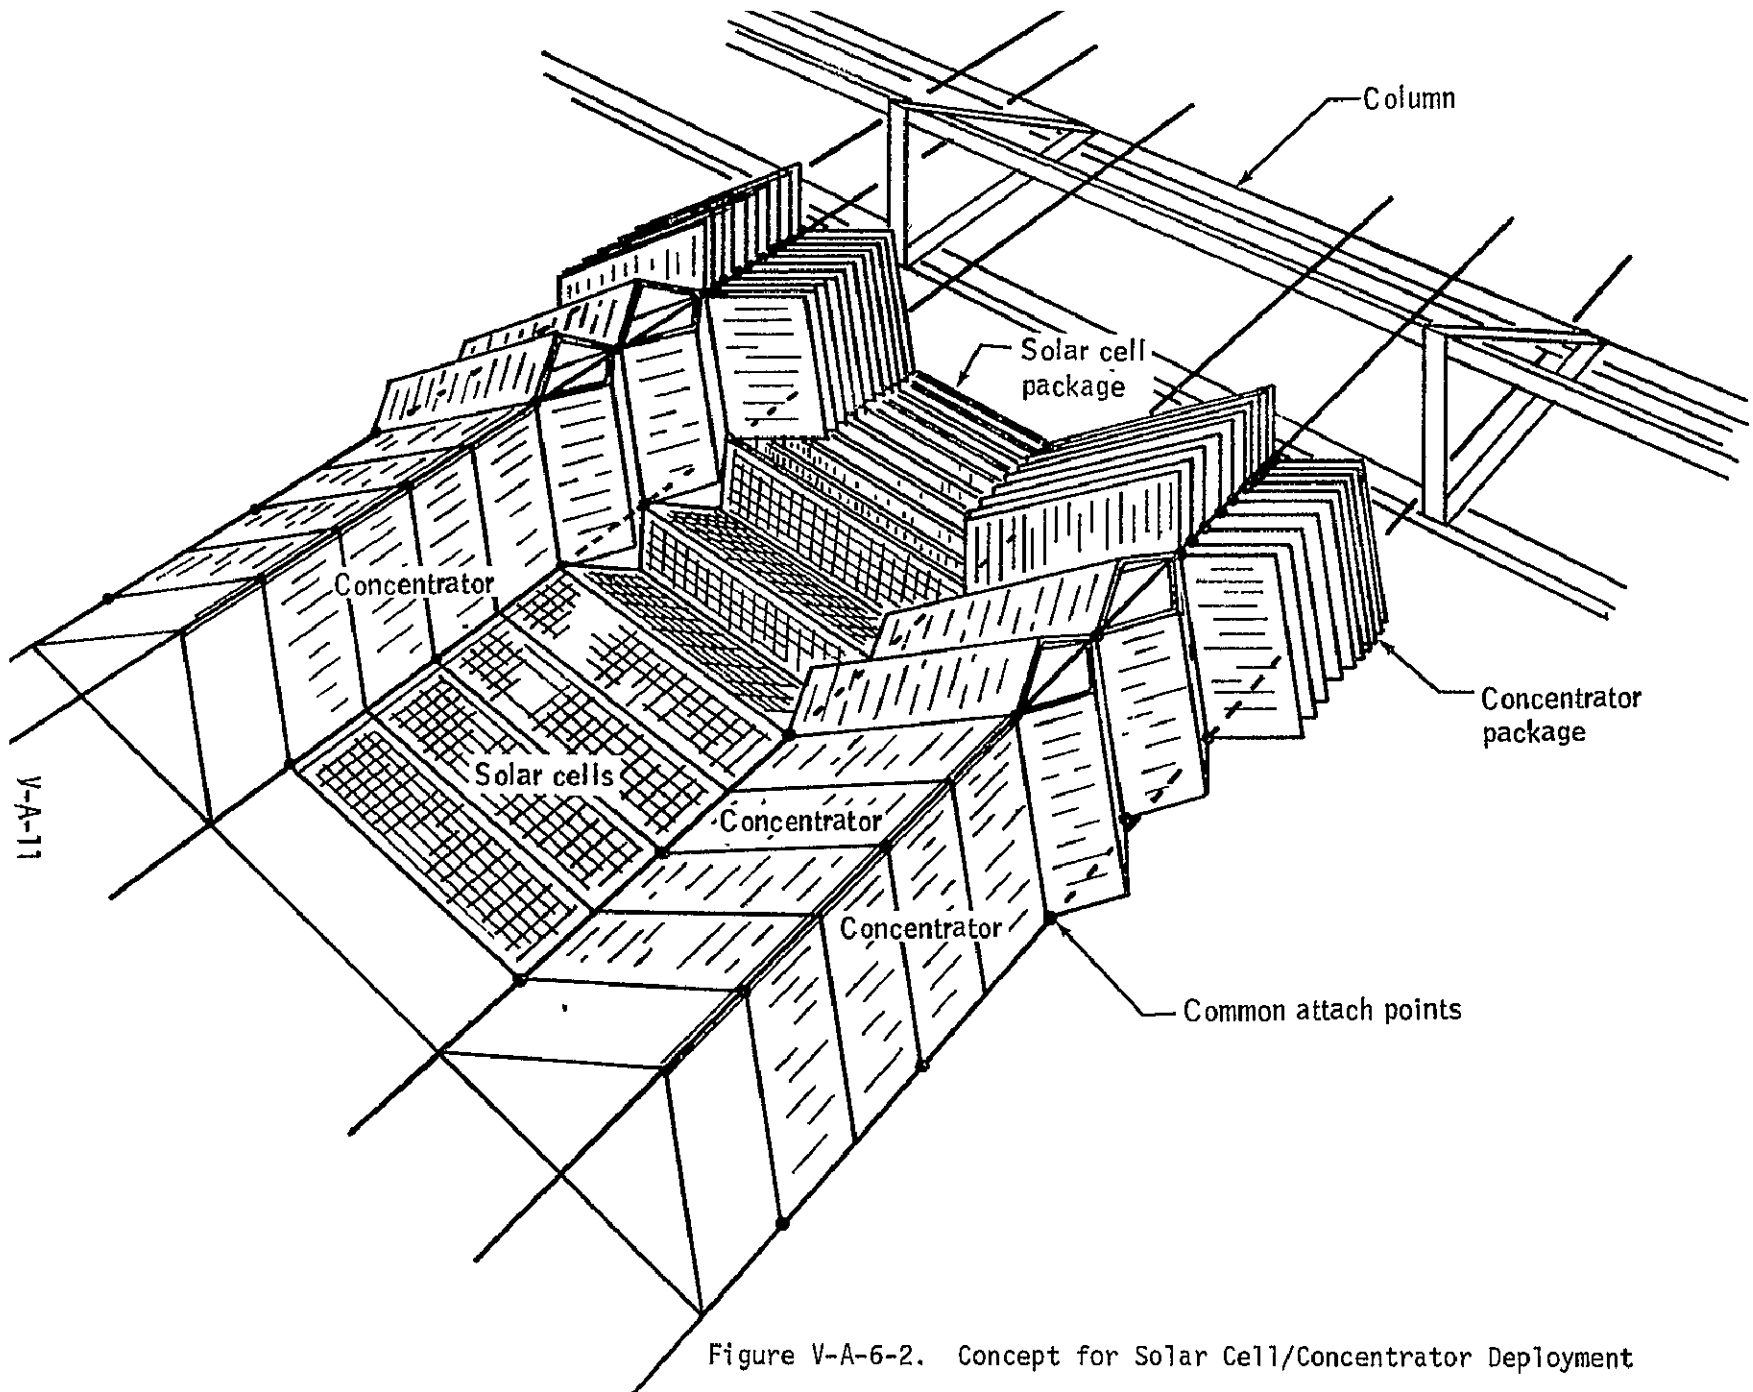 Column
Solar cell
package
Concentrator
Concentrator
package
Solar cells
Concentrator
Concentrator
Common attach points
V-A-11
Figure V-A-6-2. Concept for Solar Cell/Concentrator Deployment